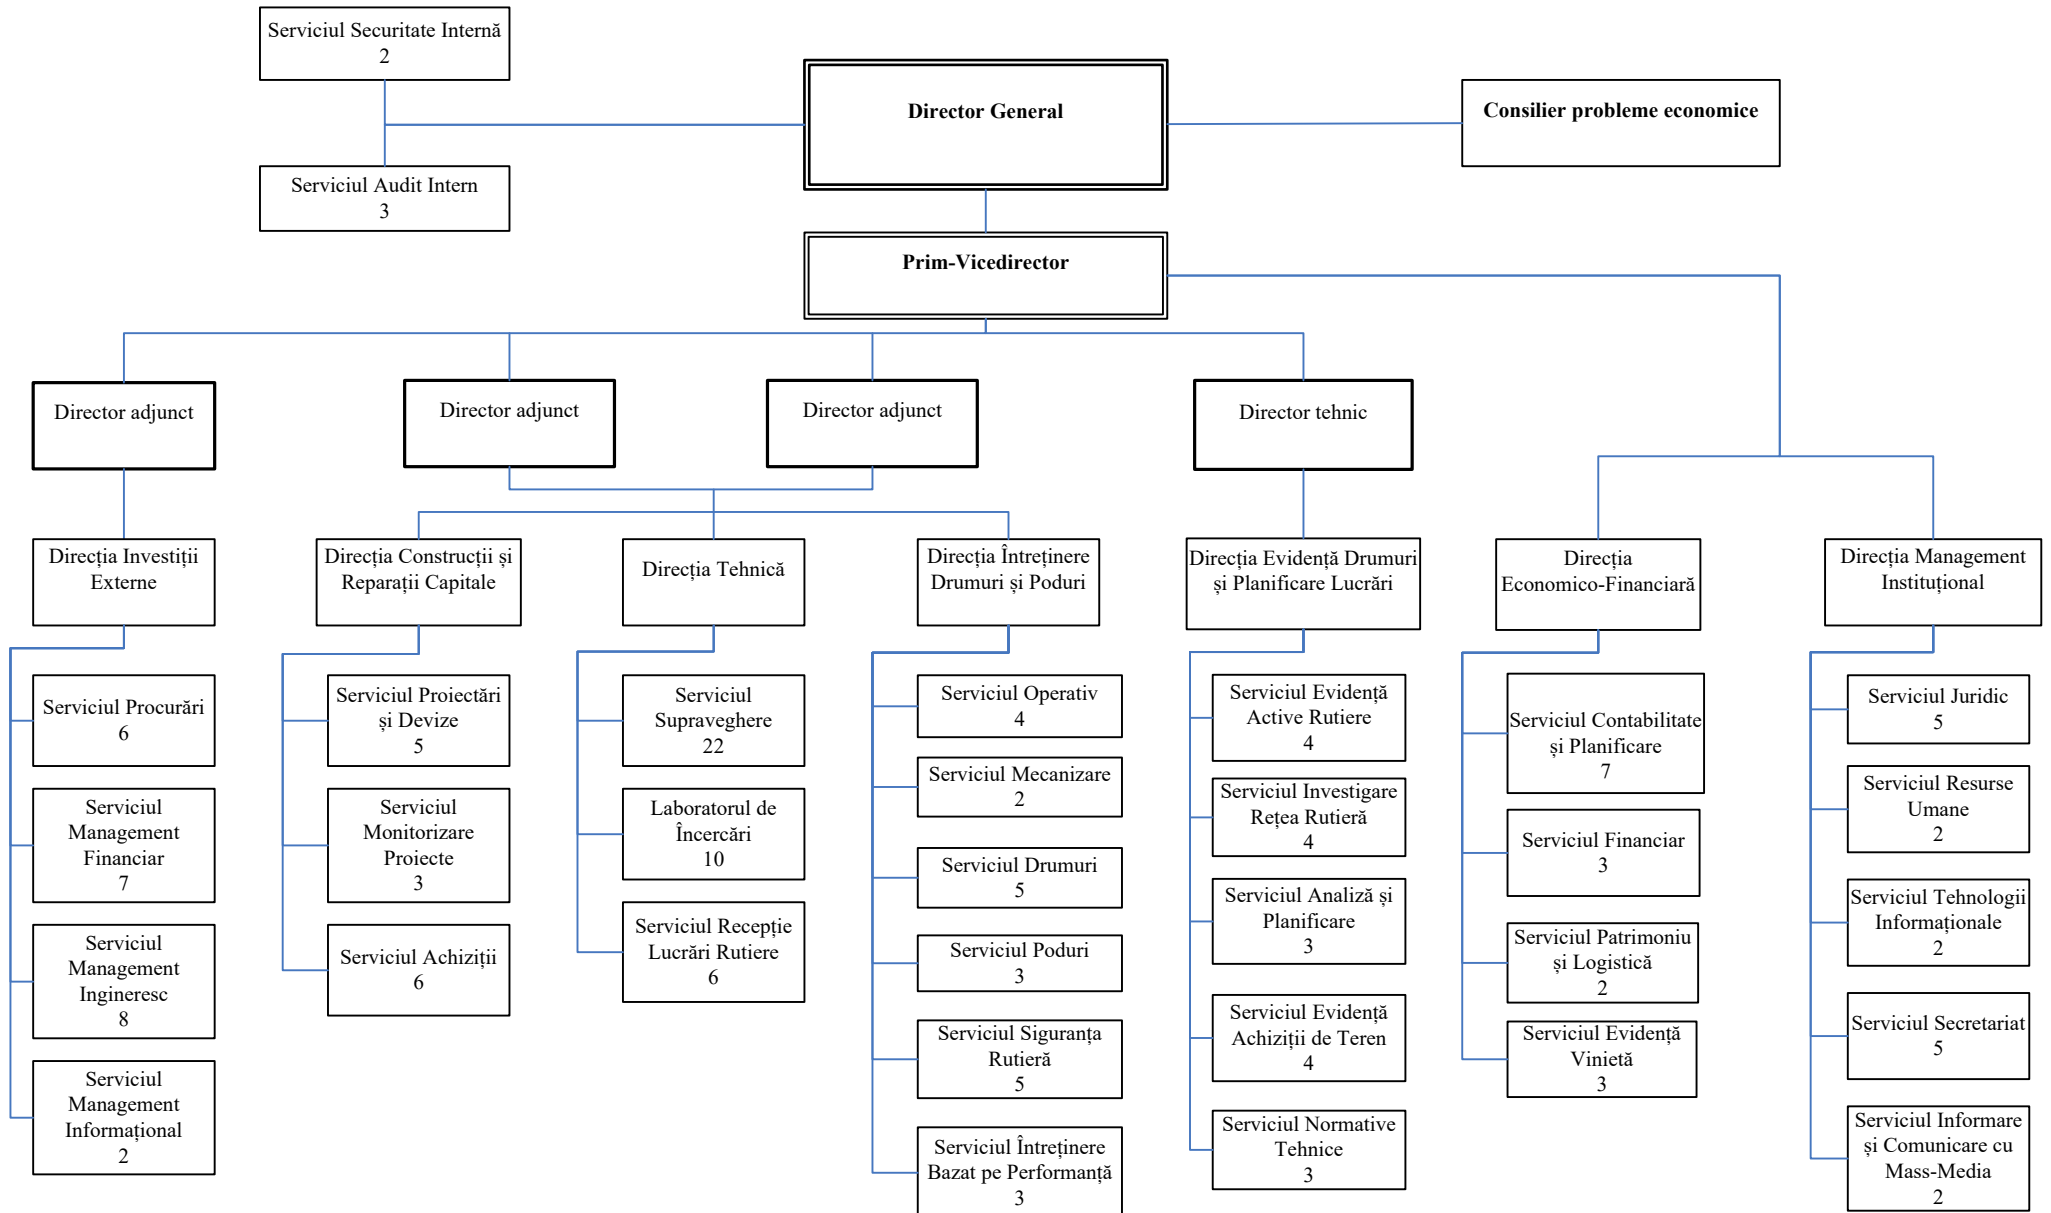 Serviciul Securitate Internă
2
Director General
Consilier probleme economice
Serviciul Audit Intern
3
Prim-Vicedirector
Director adjunct
Director adjunct
Director adjunct
Director tehnic
Direcția Investiții
Externe
Direcția Construcții și
Reparații Capitale
Direcția Tehnică
Direcția Întreținere
Drumuri și Poduri
Direcția Evidență Drumuri
și Planificare Lucrări
Direcția
Economico-Financiară
Direcția Management
Instituțional
Serviciul Procurări
6
Serviciul
Management
Financiar
7
Serviciul
Management
Ingineresc
8
Serviciul
Management
Informațional
2
Serviciul Proiectări
și Devize
5
Serviciul
Monitorizare
Proiecte
3
Serviciul Achiziții
6
Serviciul
Supraveghere
22
Laboratorul de
Încercări
10
Serviciul Recepție
Lucrări Rutiere
6
Serviciul Operativ
4
Serviciul Mecanizare
2
Serviciul Drumuri
5
Serviciul Poduri
3
Serviciul Siguranța
Rutieră
5
Serviciul Întreținere
Bazat pe Performanță
3
Serviciul Evidență
Active Rutiere
4
Serviciul Investigare
Rețea Rutieră
4
Serviciul Analiză și
Planificare
3
Serviciul Evidență
Achiziții de Teren
4
Serviciul Normative
Tehnice
3
Serviciul Contabilitate
și Planificare
7
Serviciul Financiar
3
Serviciul Patrimoniu
și Logistică
2
Serviciul Evidență
Vinietă
3
Serviciul Juridic
5
Serviciul Resurse
Umane
2
Serviciul Tehnologii
Informaționale
2
Serviciul Secretariat
5
Serviciul Informare
și Comunicare cu
Mass-Media
2